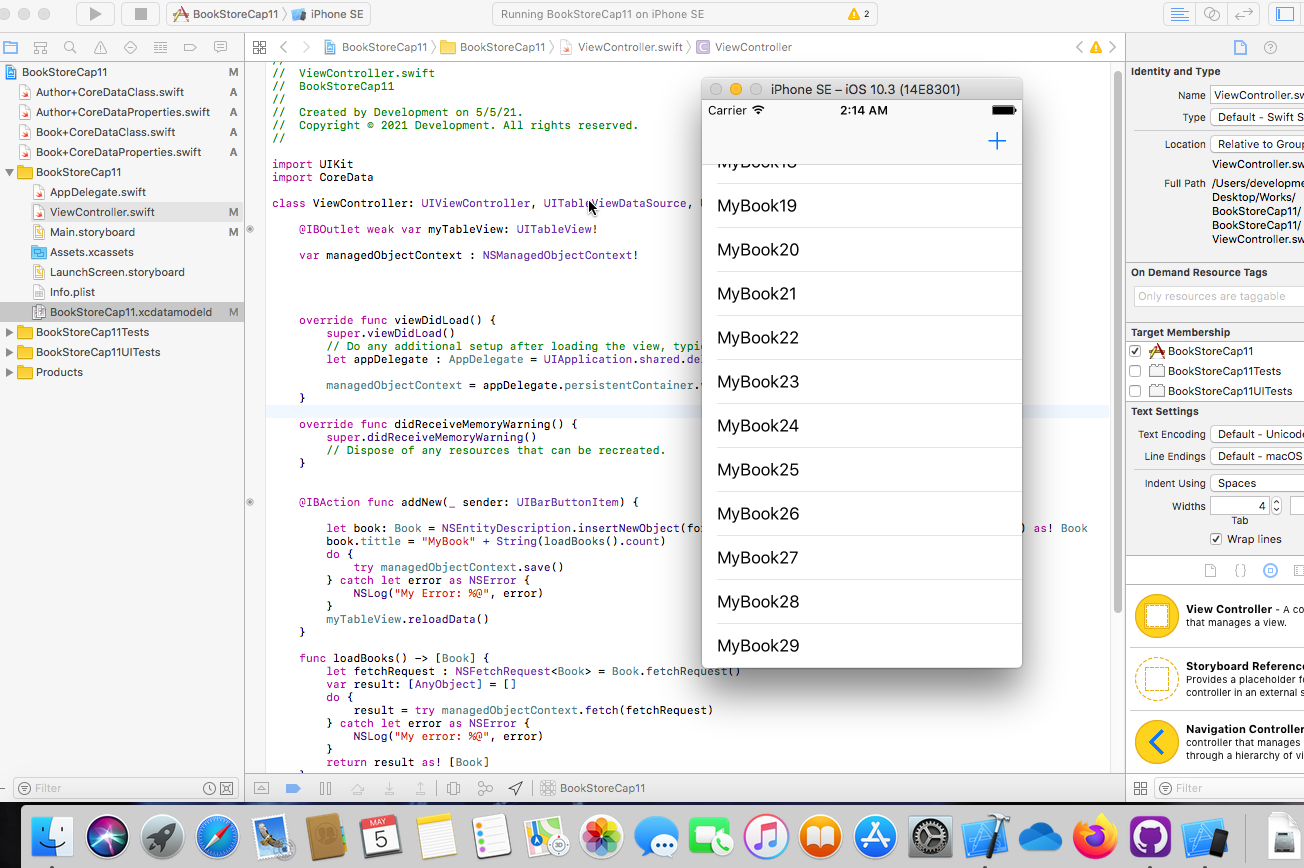 BookStoreCap11 〉 iPhone SE
Running BookStoreCap11 on iPhone SE
2
BookStoreCap11 〉 BookStoreCap11 〉 ViewController.swift 〉 C ViewController
BookStoreCap11 M
Author+CoreDataClass.swift A
Author+CoreDataProperties.swift A
Book+CoreDataClass.swift A
Book+CoreDataProperties.swift A
BookStoreCap11
AppDelegate.swift
ViewController.swift M
Main.storyboard M
Assets.xcassets
LaunchScreen.storyboard
Info.plist
BookStoreCap11.xcdatamodeld M
BookStoreCap11Tests
BookStoreCap11UITests
Products
Filter
//
// ViewController.swift
// BookStoreCap11
//
// Created by Development on 5/5/21.
// Copyright © 2021 Development. All rights reserved.
//
import UIKit
import CoreData
class ViewController: UIViewController, UITableViewDataSource,
@IBOutlet weak var myTableView: UITableView!
var managedObjectContext : NSManagedObjectContext!
override func viewDidLoad() {
super.viewDidLoad()
// Do any additional setup after loading the view, typi
let appDelegate : AppDelegate = UIApplication.shared.de
managedObjectContext = appDelegate.persistentContainer.
}
override func didReceiveMemoryWarning() {
super.didReceiveMemoryWarning()
// Dispose of any resources that can be recreated.
}
@IBAction func addNew(_ sender: UIBarButtonItem) {
let book: Book = NSEntityDescription.insertNewObject(fo ) as! Book
book.tittle = "MyBook" + String(loadBooks().count)
do {
try managedObjectContext.save()
} catch let error as NSError {
NSLog("My Error: %@", error)
}
myTableView.reloadData()
}
func loadBooks() -> [Book] {
let fetchRequest : NSFetchRequest<Book> = Book.fetchRequest()
var result: [AnyObject] = []
do {
result = try managedObjectContext.fetch(fetchRequest)
} catch let error as NSError {
NSLog("My error: %@", error)
}
return result as! [Book]
}
BookStoreCap11
iPhone SE – iOS 10.3 (14E8301)
Carrier 2:14 AM
+
MyBook18
MyBook19
MyBook20
MyBook21
MyBook22
MyBook23
MyBook24
MyBook25
MyBook26
MyBook27
MyBook28
MyBook29
Identity and Type
Name ViewController.sw
Type Default - Swift S
Location Relative to Group
ViewController.sw
Full Path /Users/developme
Desktop/Works/
BookStoreCap11/
BookStoreCap11/
ViewController.sw
On Demand Resource Tags
Only resources are taggable
Target Membership
BookStoreCap11
BookStoreCap11Tests
BookStoreCap11UITests
Text Settings
Text Encoding Default - Unicode
Line Endings Default - macOS
Indent Using Spaces
Widths 4
Tab
Wrap lines
{}
View Controller - A co
that manages a view.
Storyboard Reference
Provides a placeholder fo
controller in an external s
Navigation Controller
controller that manages
through a hierarchy of vi
Filter
MAY
5
3D